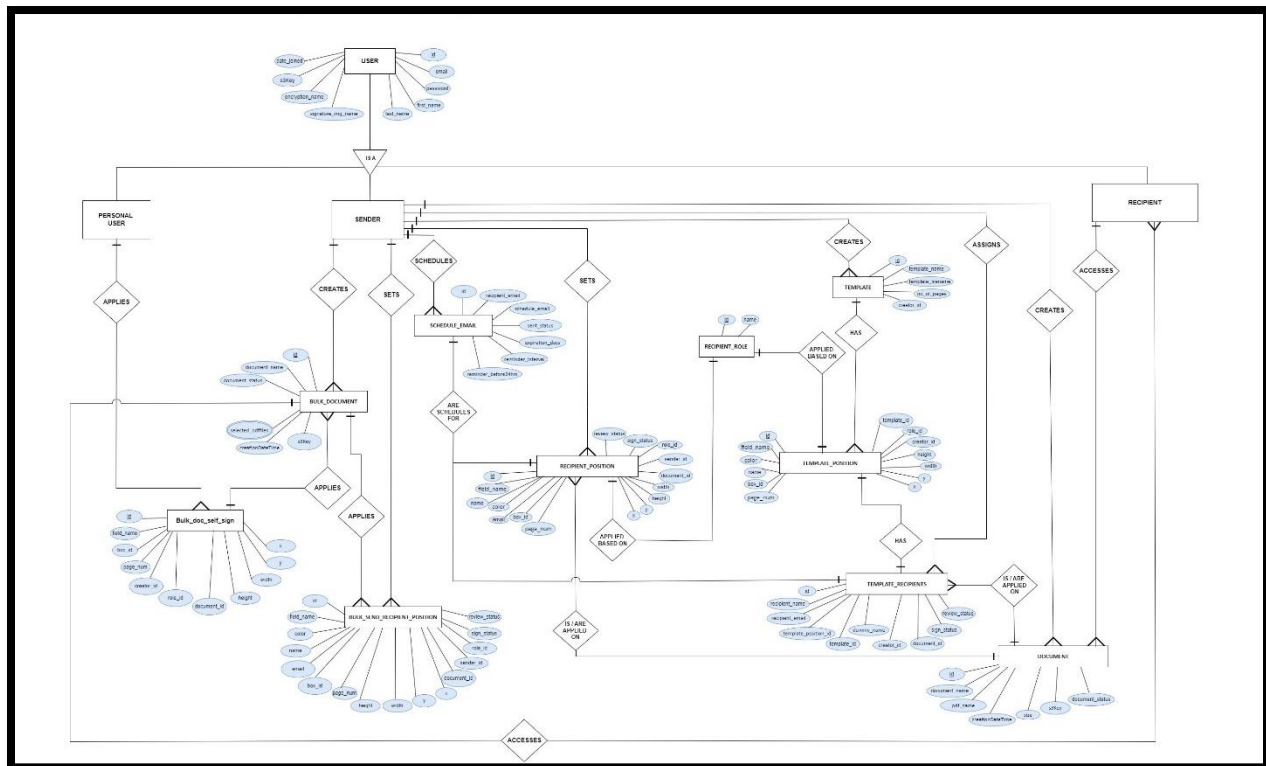 USER
id
date_joined
email
s3Key
password
encryption_name
first_name
signature_img_name
last_name
IS A
PERSONAL
USER
SENDER
RECIPIENT
APPLIES
CREATES
SETS
SCHEDULES
SETS
CREATES
ASSIGNS
CREATES
ACCESSES
SCHEDULE_EMAIL
id
recipient_email
schedule_email
sent_status
expiration_days
reminder_interval
reminder_before24hrs
TEMPLATE
id
template_name
template_filename
no_of_pages
creator_id
HAS
RECIPIENT_ROLE
id
name
APPLIED
BASED ON
BULK_DOCUMENT
id
document_name
document_status
selected_pdffiles
creationDateTime
s3Key
ARE
SCHEDULES
FOR
APPLIES
APPLIES
RECIPIENT_POSITION
review_status
sign_status
role_id
sender_id
document_id
width
height
y
x
id
field_name
name
color
email
box_id
page_num
APPLIED
BASED ON
TEMPLATE_POSITION
template_id
role_id
creator_id
height
width
y
x
id
field_name
color
name
box_id
page_num
HAS
Bulk_doc_self_sign
id
field_name
box_id
page_num
creator_id
role_id
document_id
height
width
y
x
BULK_SEND_RECIPIENT_POSITION
id
field_name
color
name
email
box_id
page_num
height
width
y
x
document_id
sender_id
role_id
sign_status
review_status
IS / ARE
APPLIED
ON
TEMPLATE_RECIPIENTS
id
recipient_name
recipient_email
template_position_id
template_id
dummy_name
creator_id
document_id
sign_status
review_status
IS / ARE
APPLIED
ON
DOCUMENT
id
document_name
pdf_name
creationDateTime
size
s3Key
document_status
ACCESSES